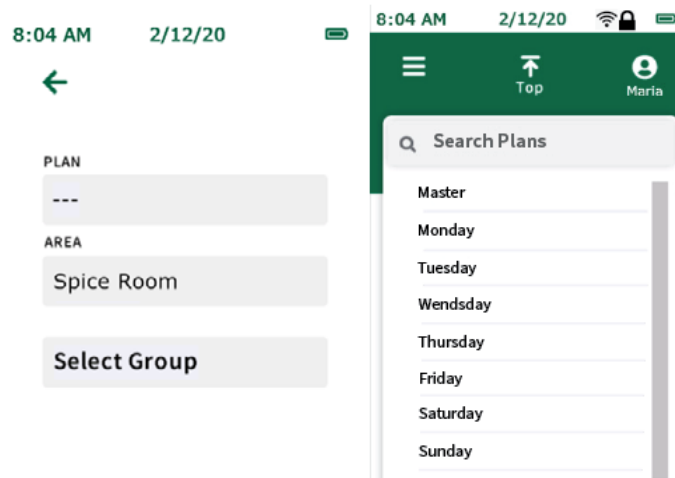 8:04 AM 2/12/20
PLAN
---
AREA
Spice Room
Select Group
8:04 AM 2/12/20
Top
Maria
Search Plans
Master
Monday
Tuesday
Wendsday
Thursday
Friday
Saturday
Sunday